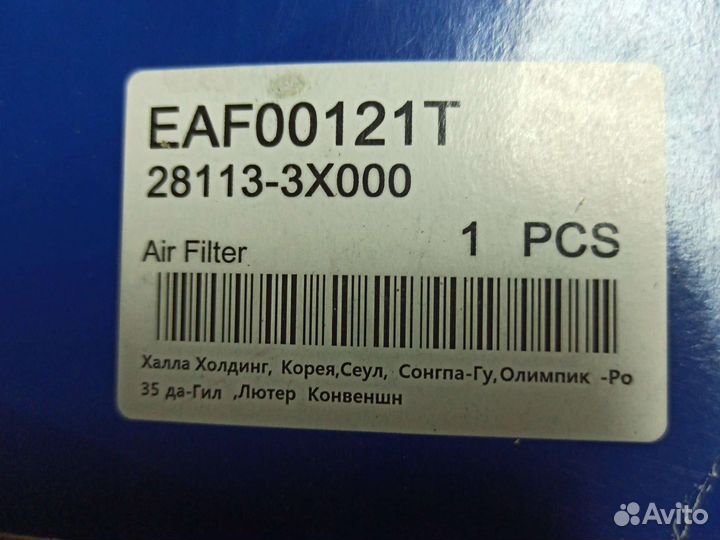 EAF00121T
28113-3X000
Air Filter 1 PCS
Халла Холдинг, Корея,Сеул, Сонгпа-Гу,Олимпик -Ро
35 да-Гил ,Лютер Конвеншн
Avito